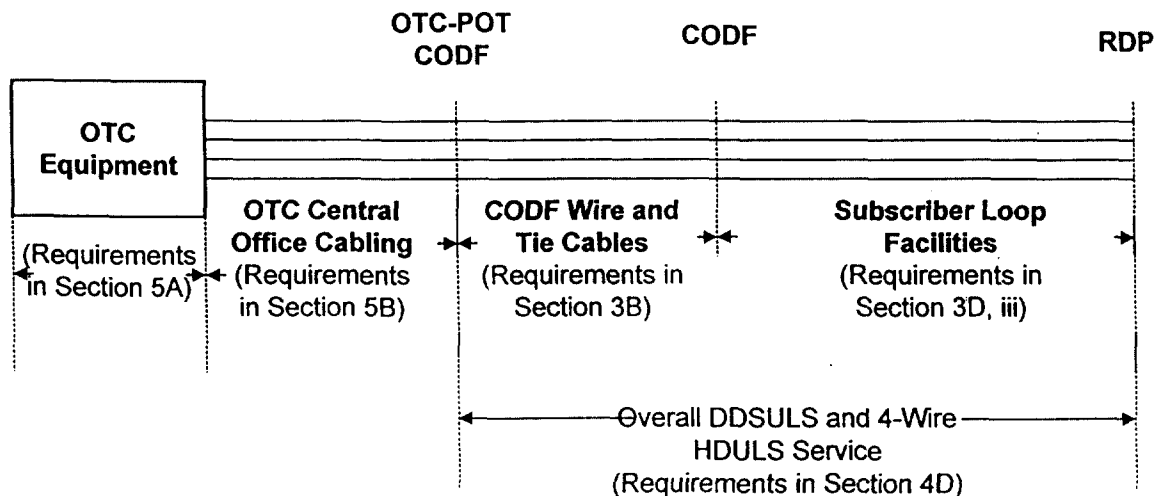 OTC-POT
CODF
CODF
RDP
OTC
Equipment
OTC Central
Office Cabling
(Requirements
in Section 5B)
CODF Wire and
Tie Cables
(Requirements in
Section 3B)
Subscriber Loop
Facilities
(Requirements in
Section 3D, iii)
(Requirements
in Section 5A)
Overall DDSULS and 4-Wire
HDULS Service
(Requirements in Section 4D)